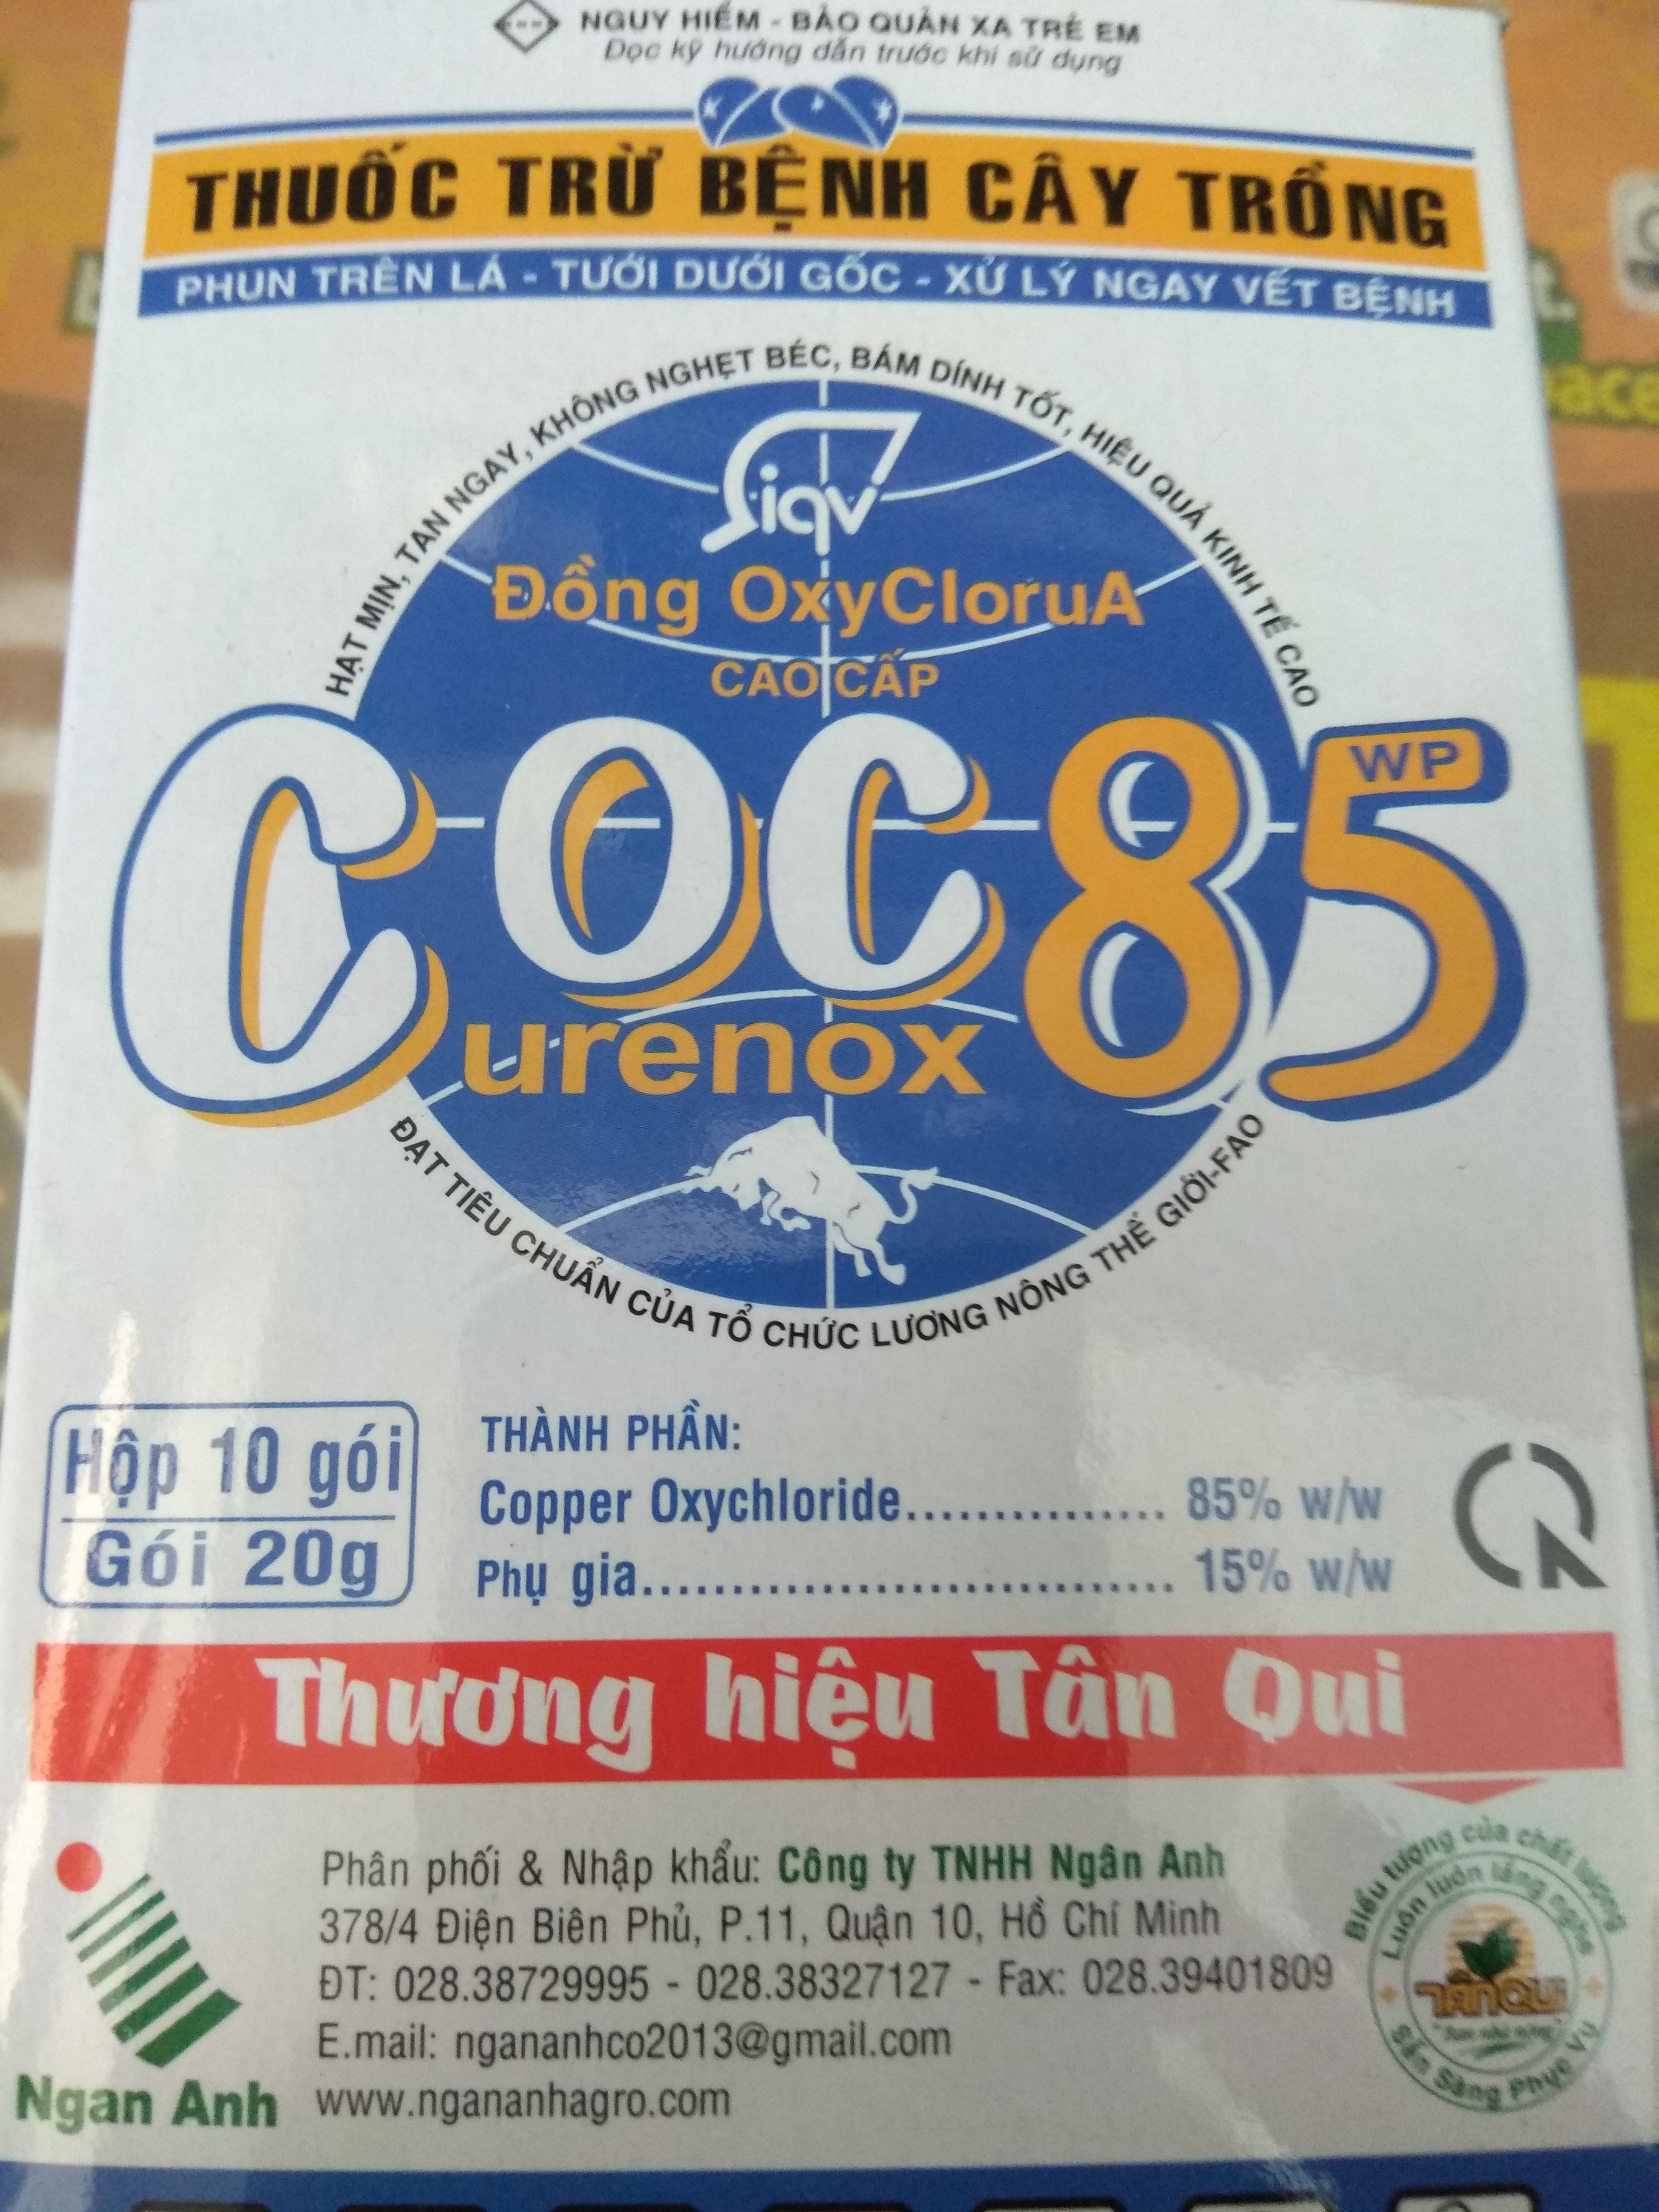 NGUY HIỂM - BẢO QUẢN XA TRẺ EM
Đọc kỹ hướng dẫn trước khi sử dụng
THUỐC TRỪ BỆNH CÂY TRỒNG
PHUN TRÊN LÁ - TƯỚI DƯỚI GỐC - XỬ LÝ NGAY VẾT BỆNH
HẠT MỊN, TAN NGAY, KHÔNG NGHẸT BÉC, BÁM DÍNH TỐT, HIỆU QUẢ KINH TẾ CAO
Siqv
Đồng OxyCloruA
CAO CẤP
COC 85 WP
Curenox
ĐẠT TIÊU CHUẨN CỦA TỔ CHỨC LƯƠNG NÔNG THẾ GIỚI-FAO
Hộp 10 gói
Gói 20g
THÀNH PHẦN:
Copper Oxychloride............... 85% w/w
Phụ gia.............................. 15% w/w
Thương hiệu Tân Qui
Phân phối & Nhập khẩu: Công ty TNHH Ngân Anh
378/4 Điện Biên Phủ, P.11, Quận 10, Hồ Chí Minh
ĐT: 028.38729995 - 028.38327127 - Fax: 028.39401809
E.mail: ngananhco2013@gmail.com
www.ngananhagro.com
Ngan Anh
Biểu tượng của chất lượng
Luôn luôn lắng nghe
TÂN QUI
"Bạn nhà nông"
Sẵn Sàng Phục Vụ